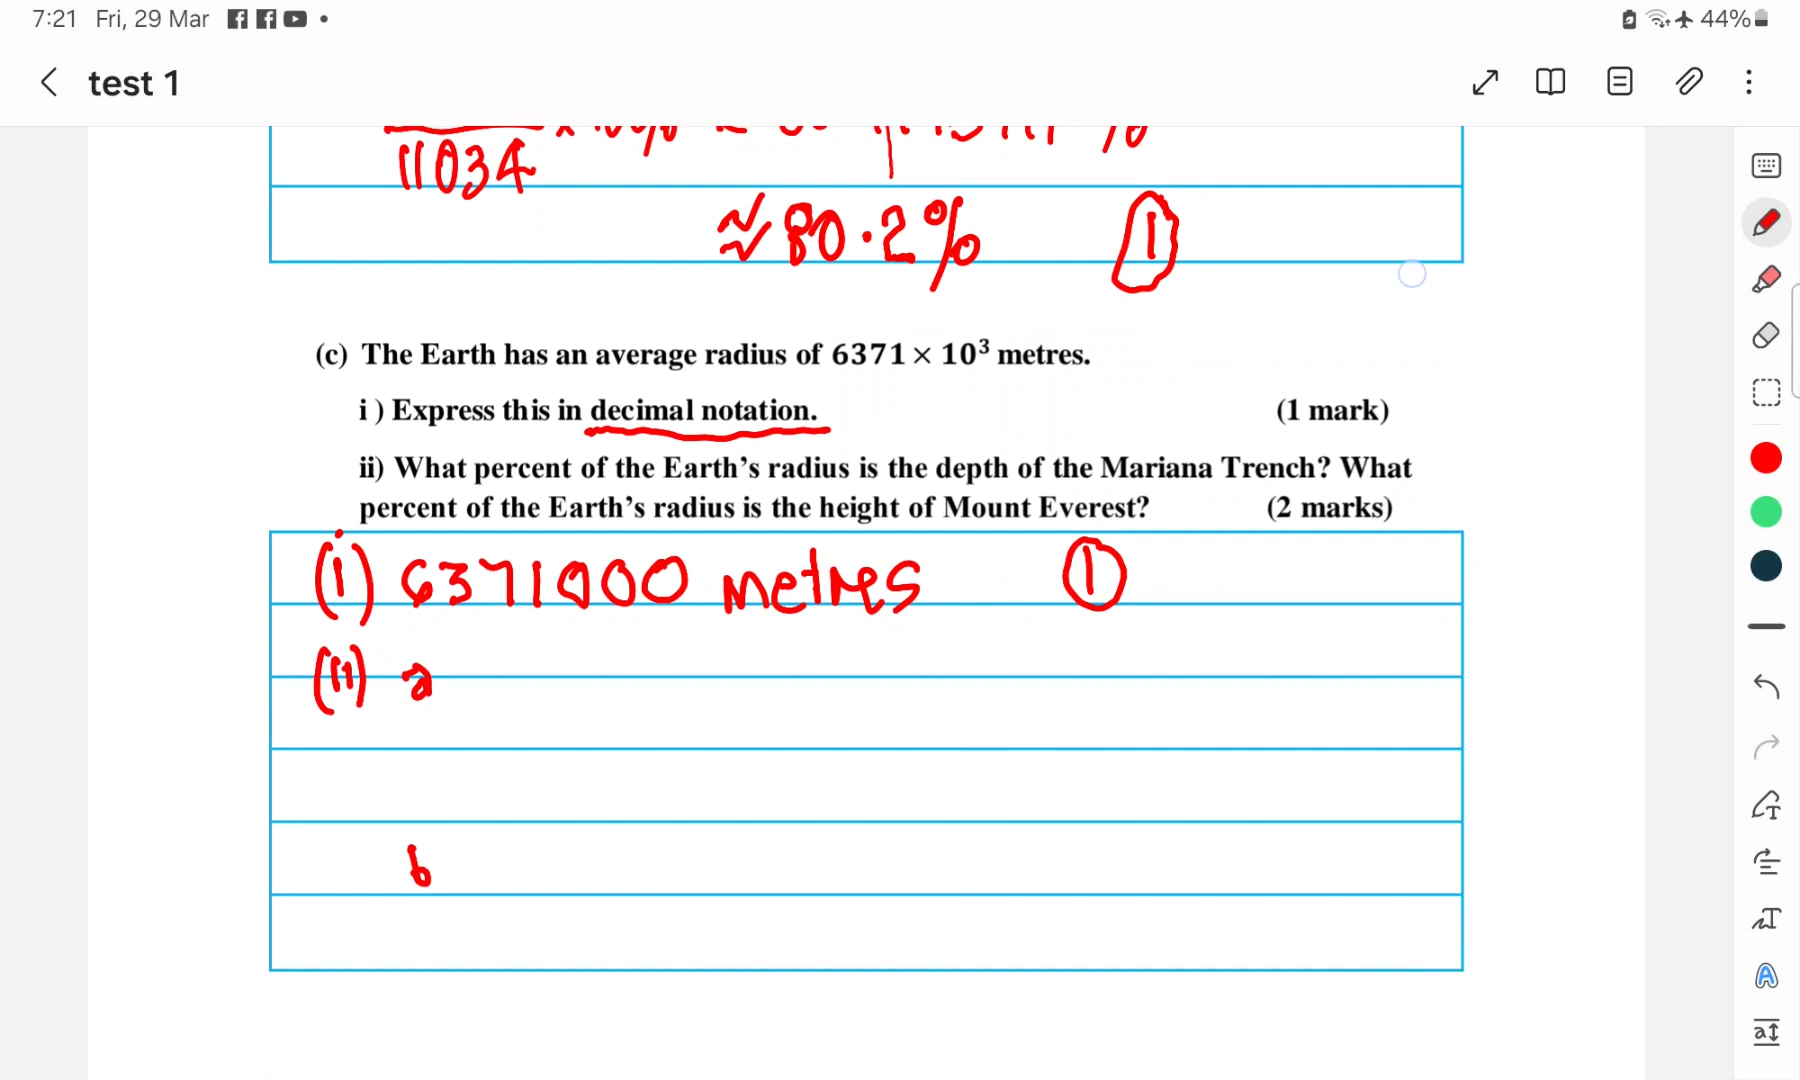 7:21 Fri, 29 Mar
44%
test 1
11034
≈ 80.2% 1
(c) The Earth has an average radius of 6371 × 10³ metres.
i ) Express this in decimal notation. (1 mark)
ii) What percent of the Earth’s radius is the depth of the Mariana Trench? What
percent of the Earth’s radius is the height of Mount Everest? (2 marks)
(i) 6371000 metres 1
(ii) a
b